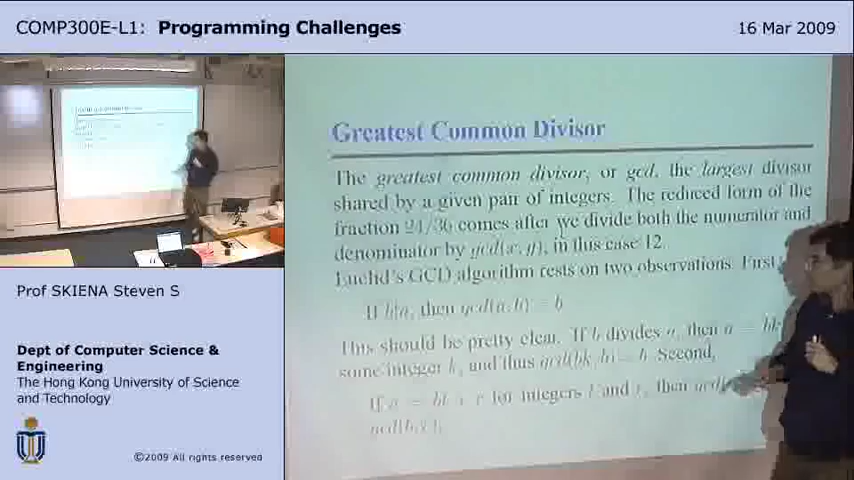 COMP300E-L1: Programming Challenges
16 Mar 2009
Greatest Common Divisor
The greatest common divisor, or gcd, the largest divisor
shared by a given pair of integers. The reduced form of the
fraction 24/36 comes after we divide both the numerator and
denominator by gcd(x, y), in this case 12.
Euclid's GCD algorithm rests on two observations. First
If b|a, then gcd(a, b) = b
This should be pretty clear. If b divides a, then a = bk
some integer k, and thus gcd(bk, b) = b. Second,
If a = bt + r for integers t and r, then gcd(
gcd(b, r).
Prof SKIENA Steven S
Dept of Computer Science &
Engineering
The Hong Kong University of Science
and Technology
©2009 All rights reserved